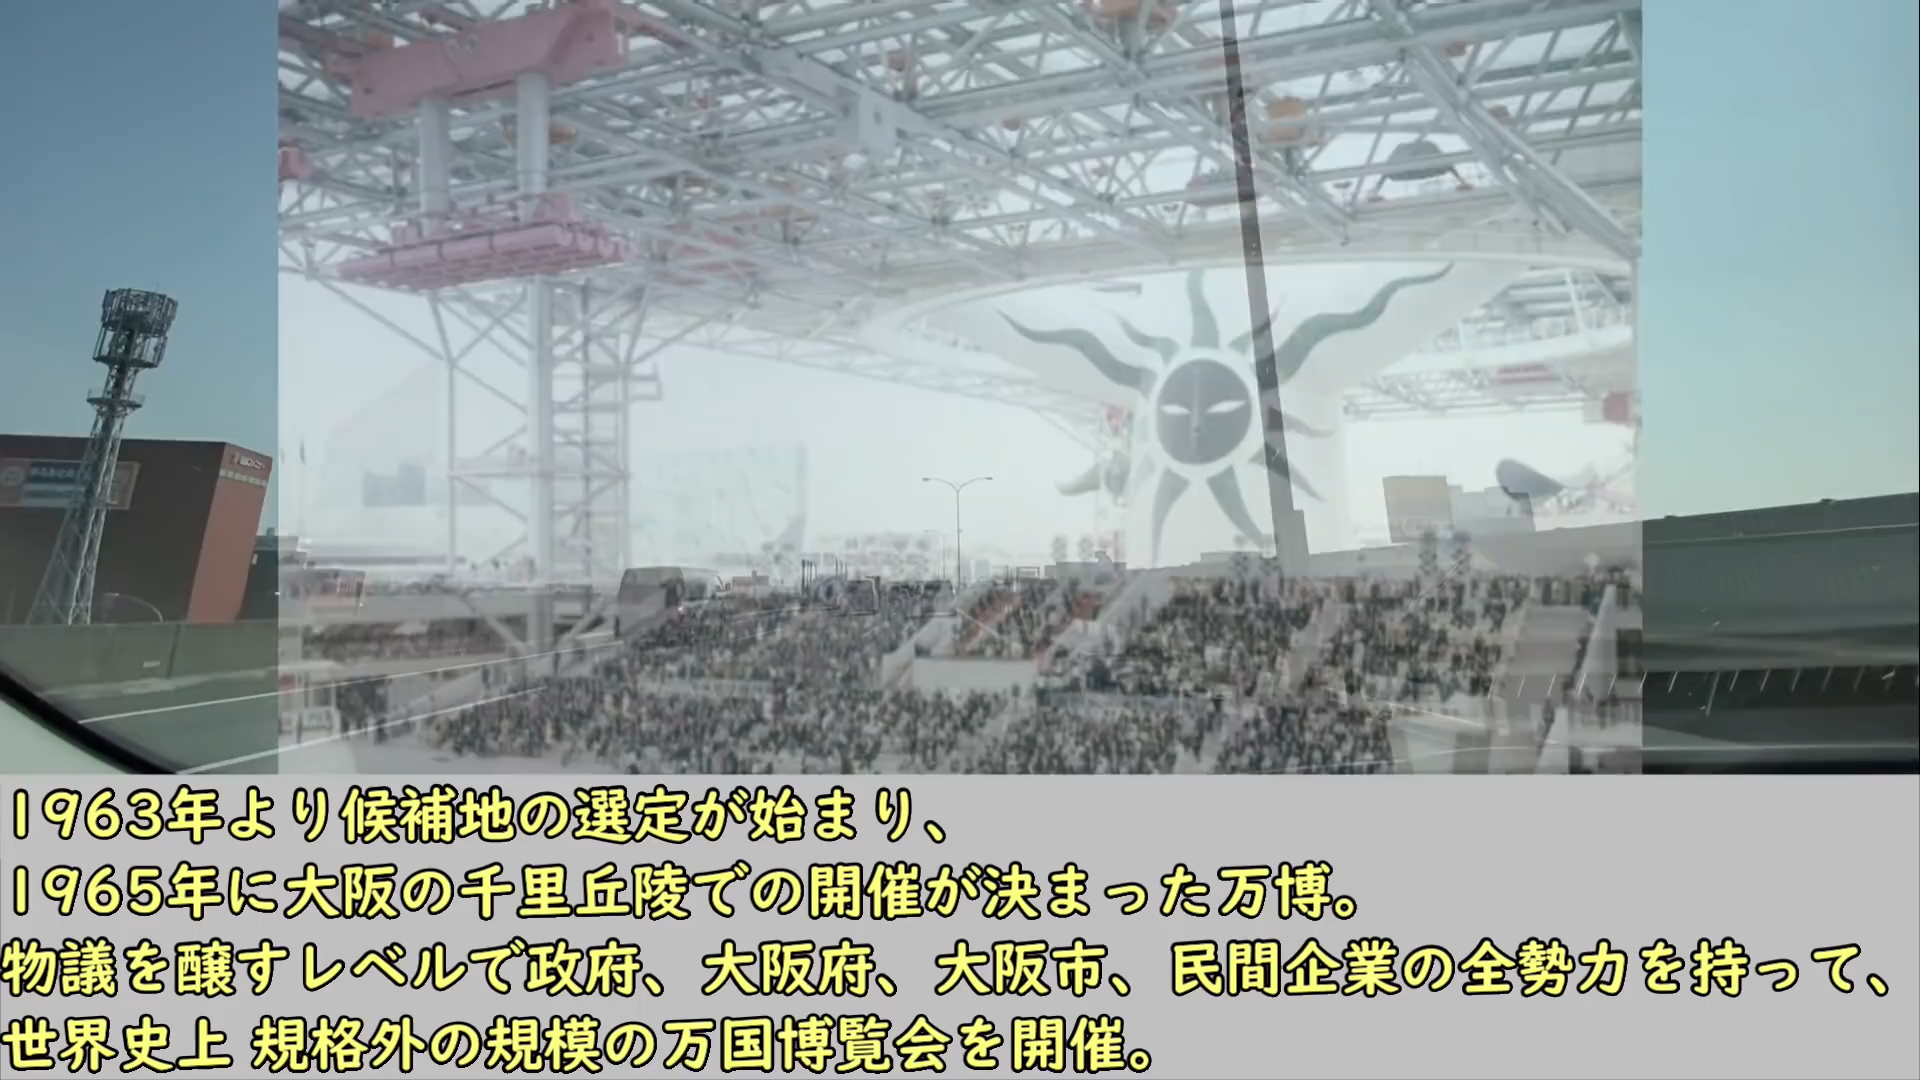 1963年より候補地の選定が始まり、
1965年に大阪の千里丘陵での開催が決まった万博。
物議を醸すレベルで政府、大阪府、大阪市、民間企業の全勢力を持って、
世界史上 規格外の規模の万国博覧会を開催。